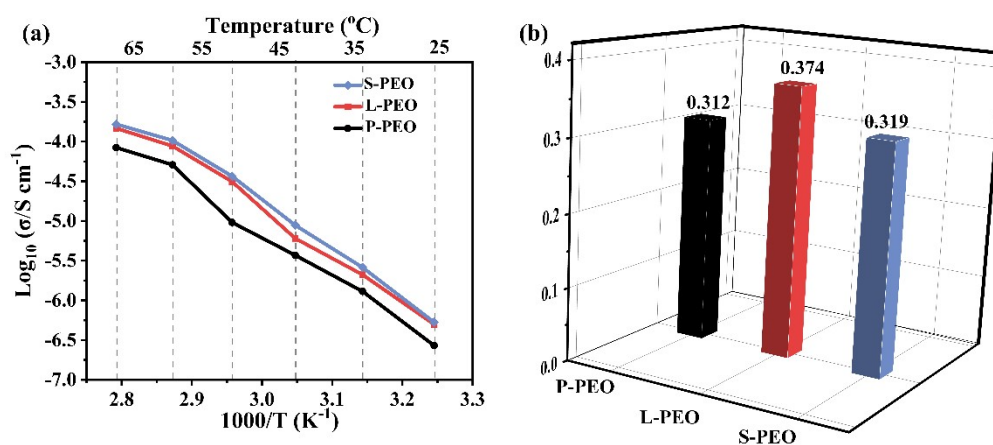 (a)
Temperature (°C)
65 55 45 35 25
-3.0
-3.5
-4.0
-4.5
-5.0
-5.5
-6.0
-6.5
-7.0
Log₁₀ (σ/S cm⁻¹)
S-PEO
L-PEO
P-PEO
2.8 2.9 3.0 3.1 3.2 3.3
1000/T (K⁻¹)
(b)
0.4
0.3
0.2
0.1
0.0
0.312
0.374
0.319
P-PEO
L-PEO
S-PEO